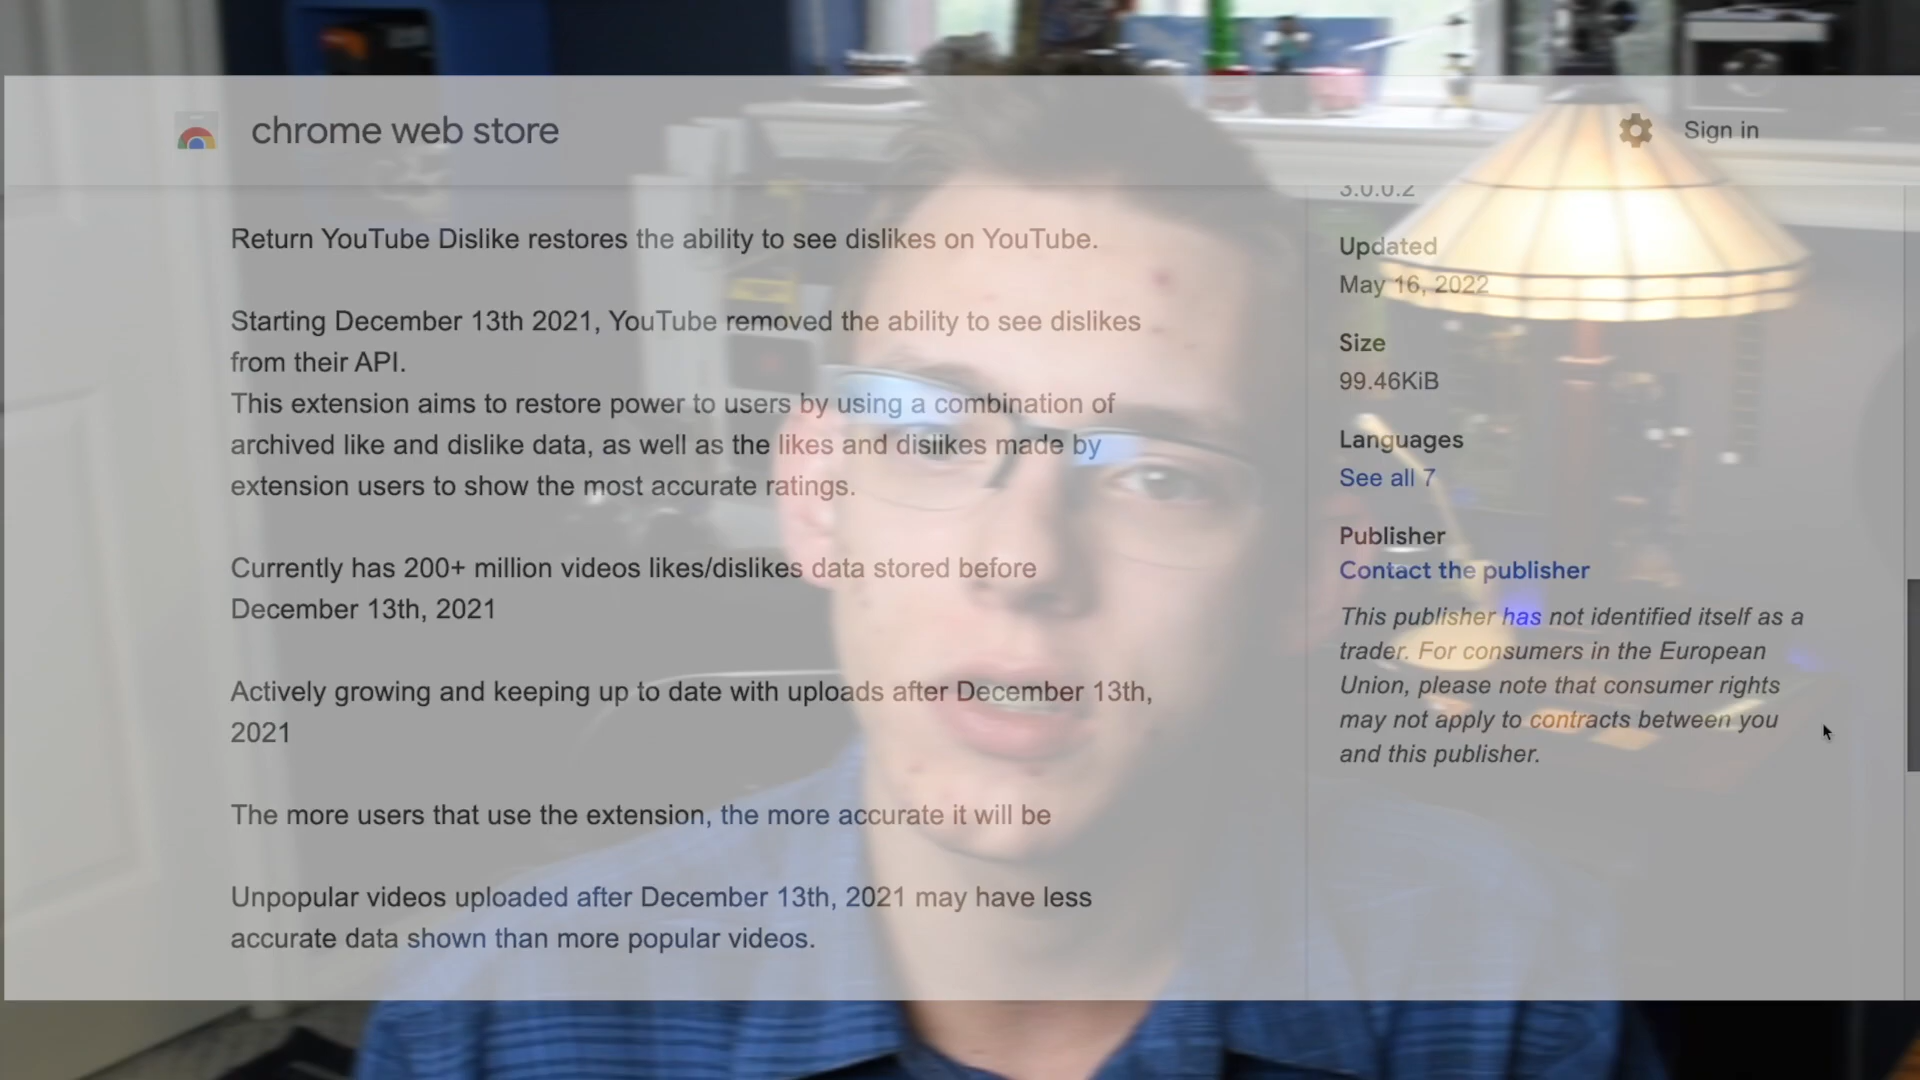 chrome web store
Sign in
Return YouTube Dislike restores the ability to see dislikes on YouTube.
Starting December 13th 2021, YouTube removed the ability to see dislikes
from their API.
This extension aims to restore power to users by using a combination of
archived like and dislike data, as well as the likes and dislikes made by
extension users to show the most accurate ratings.
Currently has 200+ million videos likes/dislikes data stored before
December 13th, 2021
Actively growing and keeping up to date with uploads after December 13th,
2021
The more users that use the extension, the more accurate it will be
Unpopular videos uploaded after December 13th, 2021 may have less
accurate data shown than more popular videos.
3.0.0.2
Updated
May 16, 2022
Size
99.46KiB
Languages
See all 7
Publisher
Contact the publisher
This publisher has not identified itself as a
trader. For consumers in the European
Union, please note that consumer rights
may not apply to contracts between you
and this publisher.